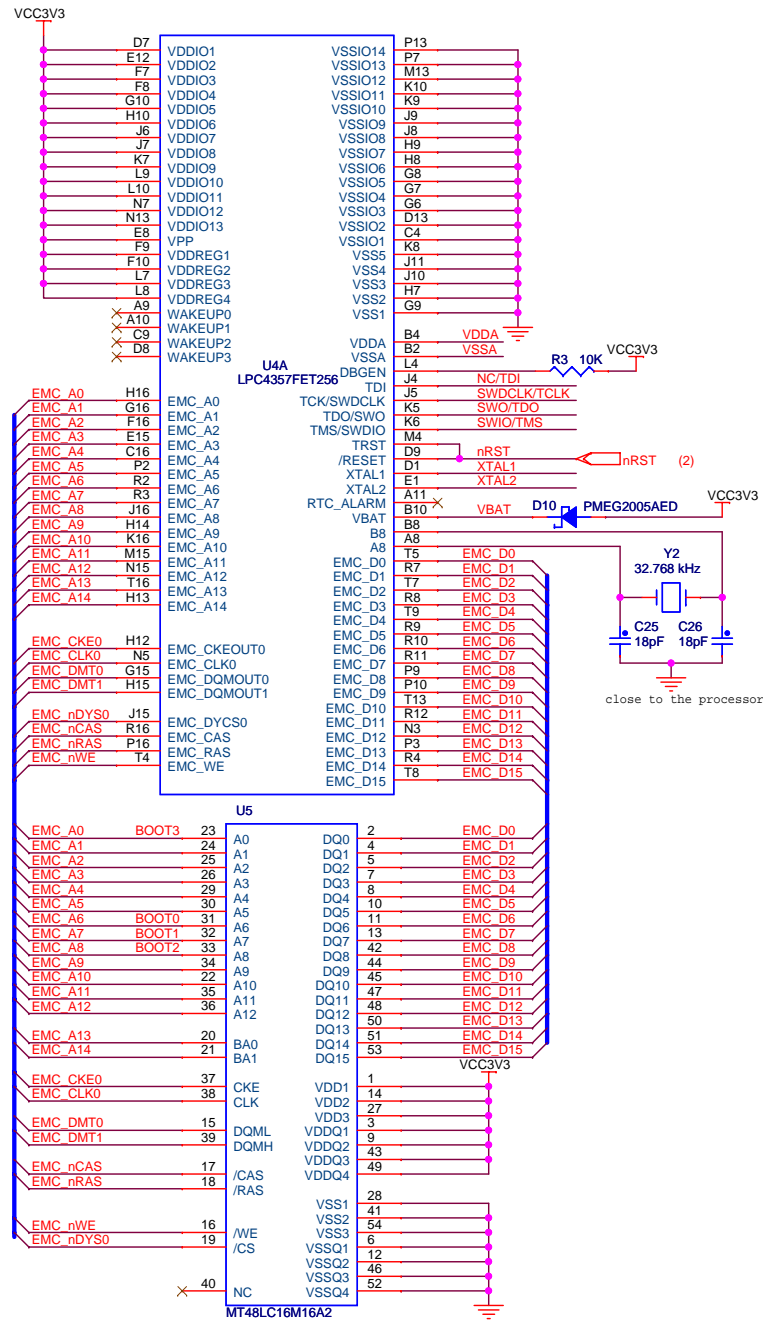 VCC3V3
D7 VDDIO1 VSSIO14 P13
E12 VDDIO2 VSSIO13 P7
F7 VDDIO3 VSSIO12 M13
F8 VDDIO4 VSSIO11 K10
G10 VDDIO5 VSSIO10 K9
H10 VDDIO6 VSSIO9 J9
J6 VDDIO7 VSSIO8 J8
J7 VDDIO8 VSSIO7 H9
K7 VDDIO9 VSSIO6 H8
L9 VDDIO10 VSSIO5 G8
L10 VDDIO11 VSSIO4 G7
N7 VDDIO12 VSSIO3 G6
N13 VDDIO13 VSSIO2 D13
E8 VPP VSSIO1 C4
F9 VDDREG1 VSS5 K8
F10 VDDREG2 VSS4 J11
L7 VDDREG3 VSS3 J10
L8 VDDREG4 VSS2 H7
A9 WAKEUP0 VSS1 G9
A10 WAKEUP1
C9 WAKEUP2 VDDA B4 VDDA
D8 WAKEUP3 VSSA B2 VSSA
U4A
LPC4357FET256
DBGEN L4 R3 10K VCC3V3
TDI J4 NC/TDI
EMC_A0 H16 EMC_A0 TCK/SWDCLK J5 SWDCLK/TCLK
EMC_A1 G16 EMC_A1 TDO/SWO K5 SWO/TDO
EMC_A2 F16 EMC_A2 TMS/SWDIO K6 SWIO/TMS
EMC_A3 E15 EMC_A3 TRST M4
EMC_A4 C16 EMC_A4 /RESET D9 nRST nRST (2)
EMC_A5 P2 EMC_A5 XTAL1 D1 XTAL1
EMC_A6 R2 EMC_A6 XTAL2 E1 XTAL2
EMC_A7 R3 EMC_A7 RTC_ALARM A11
EMC_A8 J16 EMC_A8 VBAT B10 VBAT D10 PMEG2005AED VCC3V3
EMC_A9 H14 EMC_A9 B8 B8
EMC_A10 K16 EMC_A10 A8 A8
EMC_A11 M15 EMC_A11 EMC_D0 T5 EMC_D0
EMC_A12 N15 EMC_A12 EMC_D1 R7 EMC_D1
EMC_A13 T16 EMC_A13 EMC_D2 T7 EMC_D2
EMC_A14 H13 EMC_A14 EMC_D3 R8 EMC_D3
EMC_D4 T9 EMC_D4
EMC_D5 R9 EMC_D5
EMC_CKE0 H12 EMC_CKEOUT0 EMC_D6 R10 EMC_D6
EMC_CLK0 N5 EMC_CLK0 EMC_D7 R11 EMC_D7
EMC_DMT0 G15 EMC_DQMOUT0 EMC_D8 P9 EMC_D8
EMC_DMT1 H15 EMC_DQMOUT1 EMC_D9 P10 EMC_D9
EMC_D10 T13 EMC_D10
EMC_nDYS0 J15 EMC_DYCS0 EMC_D11 R12 EMC_D11
EMC_nCAS R16 EMC_CAS EMC_D12 N3 EMC_D12
EMC_nRAS P16 EMC_RAS EMC_D13 P3 EMC_D13
EMC_nWE T4 EMC_WE EMC_D14 R4 EMC_D14
EMC_D15 T8 EMC_D15
Y2
32.768 kHz
C25 C26
18pF 18pF
close to the processor
U5
EMC_A0 BOOT3 23 A0 DQ0 2 EMC_D0
EMC_A1 24 A1 DQ1 4 EMC_D1
EMC_A2 25 A2 DQ2 5 EMC_D2
EMC_A3 26 A3 DQ3 7 EMC_D3
EMC_A4 29 A4 DQ4 8 EMC_D4
EMC_A5 30 A5 DQ5 10 EMC_D5
EMC_A6 BOOT0 31 A6 DQ6 11 EMC_D6
EMC_A7 BOOT1 32 A7 DQ7 13 EMC_D7
EMC_A8 BOOT2 33 A8 DQ8 42 EMC_D8
EMC_A9 34 A9 DQ9 44 EMC_D9
EMC_A10 22 A10 DQ10 45 EMC_D10
EMC_A11 35 A11 DQ11 47 EMC_D11
EMC_A12 36 A12 DQ12 48 EMC_D12
DQ13 50 EMC_D13
EMC_A13 20 BA0 DQ14 51 EMC_D14
EMC_A14 21 BA1 DQ15 53 EMC_D15
VCC3V3
EMC_CKE0 37 CKE VDD1 1
EMC_CLK0 38 CLK VDD2 14
VDD3 27
EMC_DMT0 15 DQML VDDQ1 3
EMC_DMT1 39 DQMH VDDQ2 9
VDDQ3 43
EMC_nCAS 17 /CAS VDDQ4 49
EMC_nRAS 18 /RAS
VSS1 28
VSS2 41
EMC_nWE 16 /WE VSS3 54
EMC_nDYS0 19 /CS VSSQ1 6
VSSQ2 12
VSSQ3 46
40 NC VSSQ4 52
MT48LC16M16A2